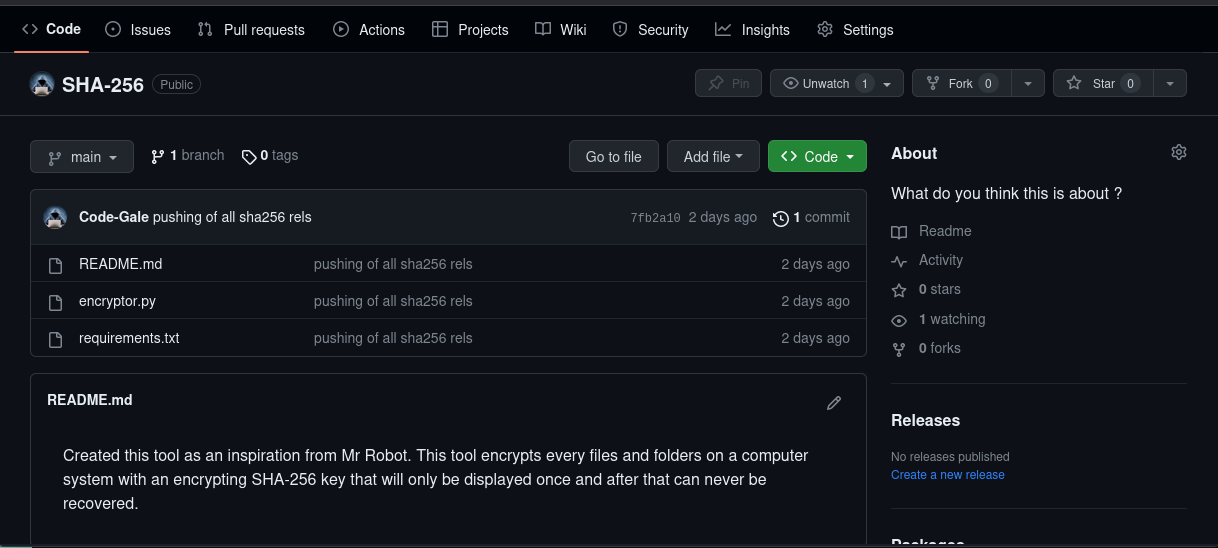 Code Issues Pull requests Actions Projects Wiki Security Insights Settings
SHA-256 Public Pin Unwatch 1 Fork 0 Star 0
main 1 branch 0 tags Go to file Add file Code
Code-Gale pushing of all sha256 rels 7fb2a10 2 days ago 1 commit
README.md pushing of all sha256 rels 2 days ago
encryptor.py pushing of all sha256 rels 2 days ago
requirements.txt pushing of all sha256 rels 2 days ago
README.md
Created this tool as an inspiration from Mr Robot. This tool encrypts every files and folders on a computer
system with an encrypting SHA-256 key that will only be displayed once and after that can never be
recovered.
About
What do you think this is about ?
Readme
Activity
0 stars
1 watching
0 forks
Releases
No releases published
Create a new release
Packages